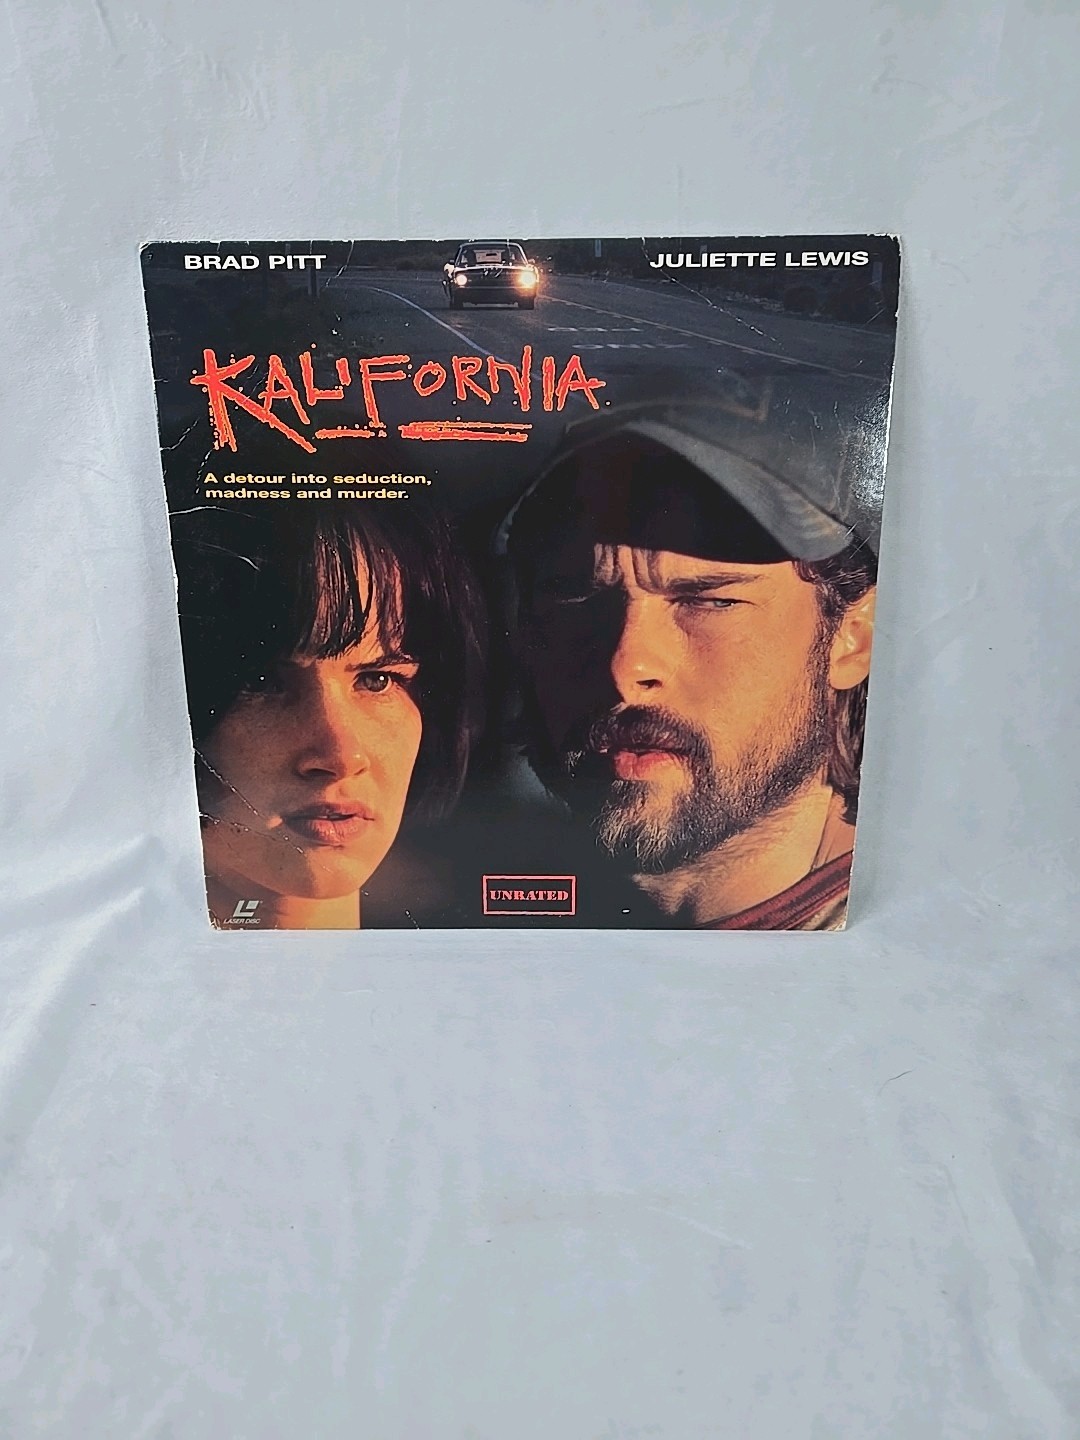 BRAD PITT
JULIETTE LEWIS
KALIFORNIA
A detour into seduction,
madness and murder.
UNRATED
LASER DISC